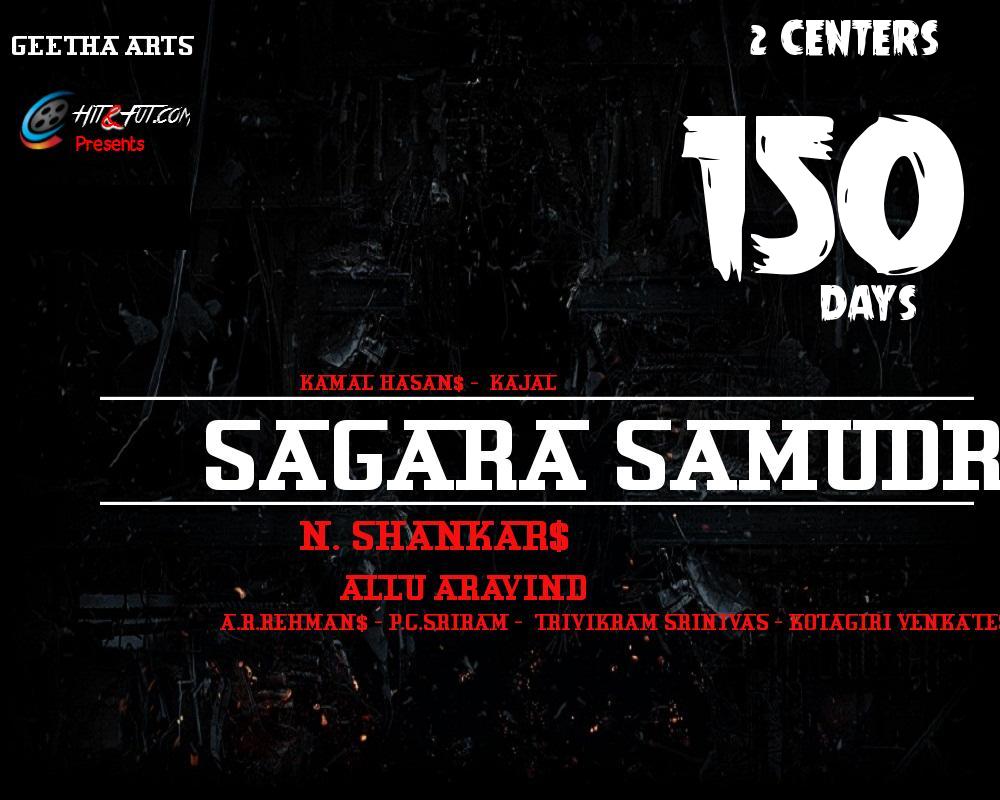 GEETHA ARTS
2 CENTERS
HIT&FUT.COM
Presents
150
DAYS
KAMAL HASAN$ - KAJAL
SAGARA SAMUDR
N. SHANKAR$
ALLU ARAVIND
A.R.REHMAN$ - P.C.SRIRAM - TRIVIKRAM SRINIVAS - KOTAGIRI VENKATES